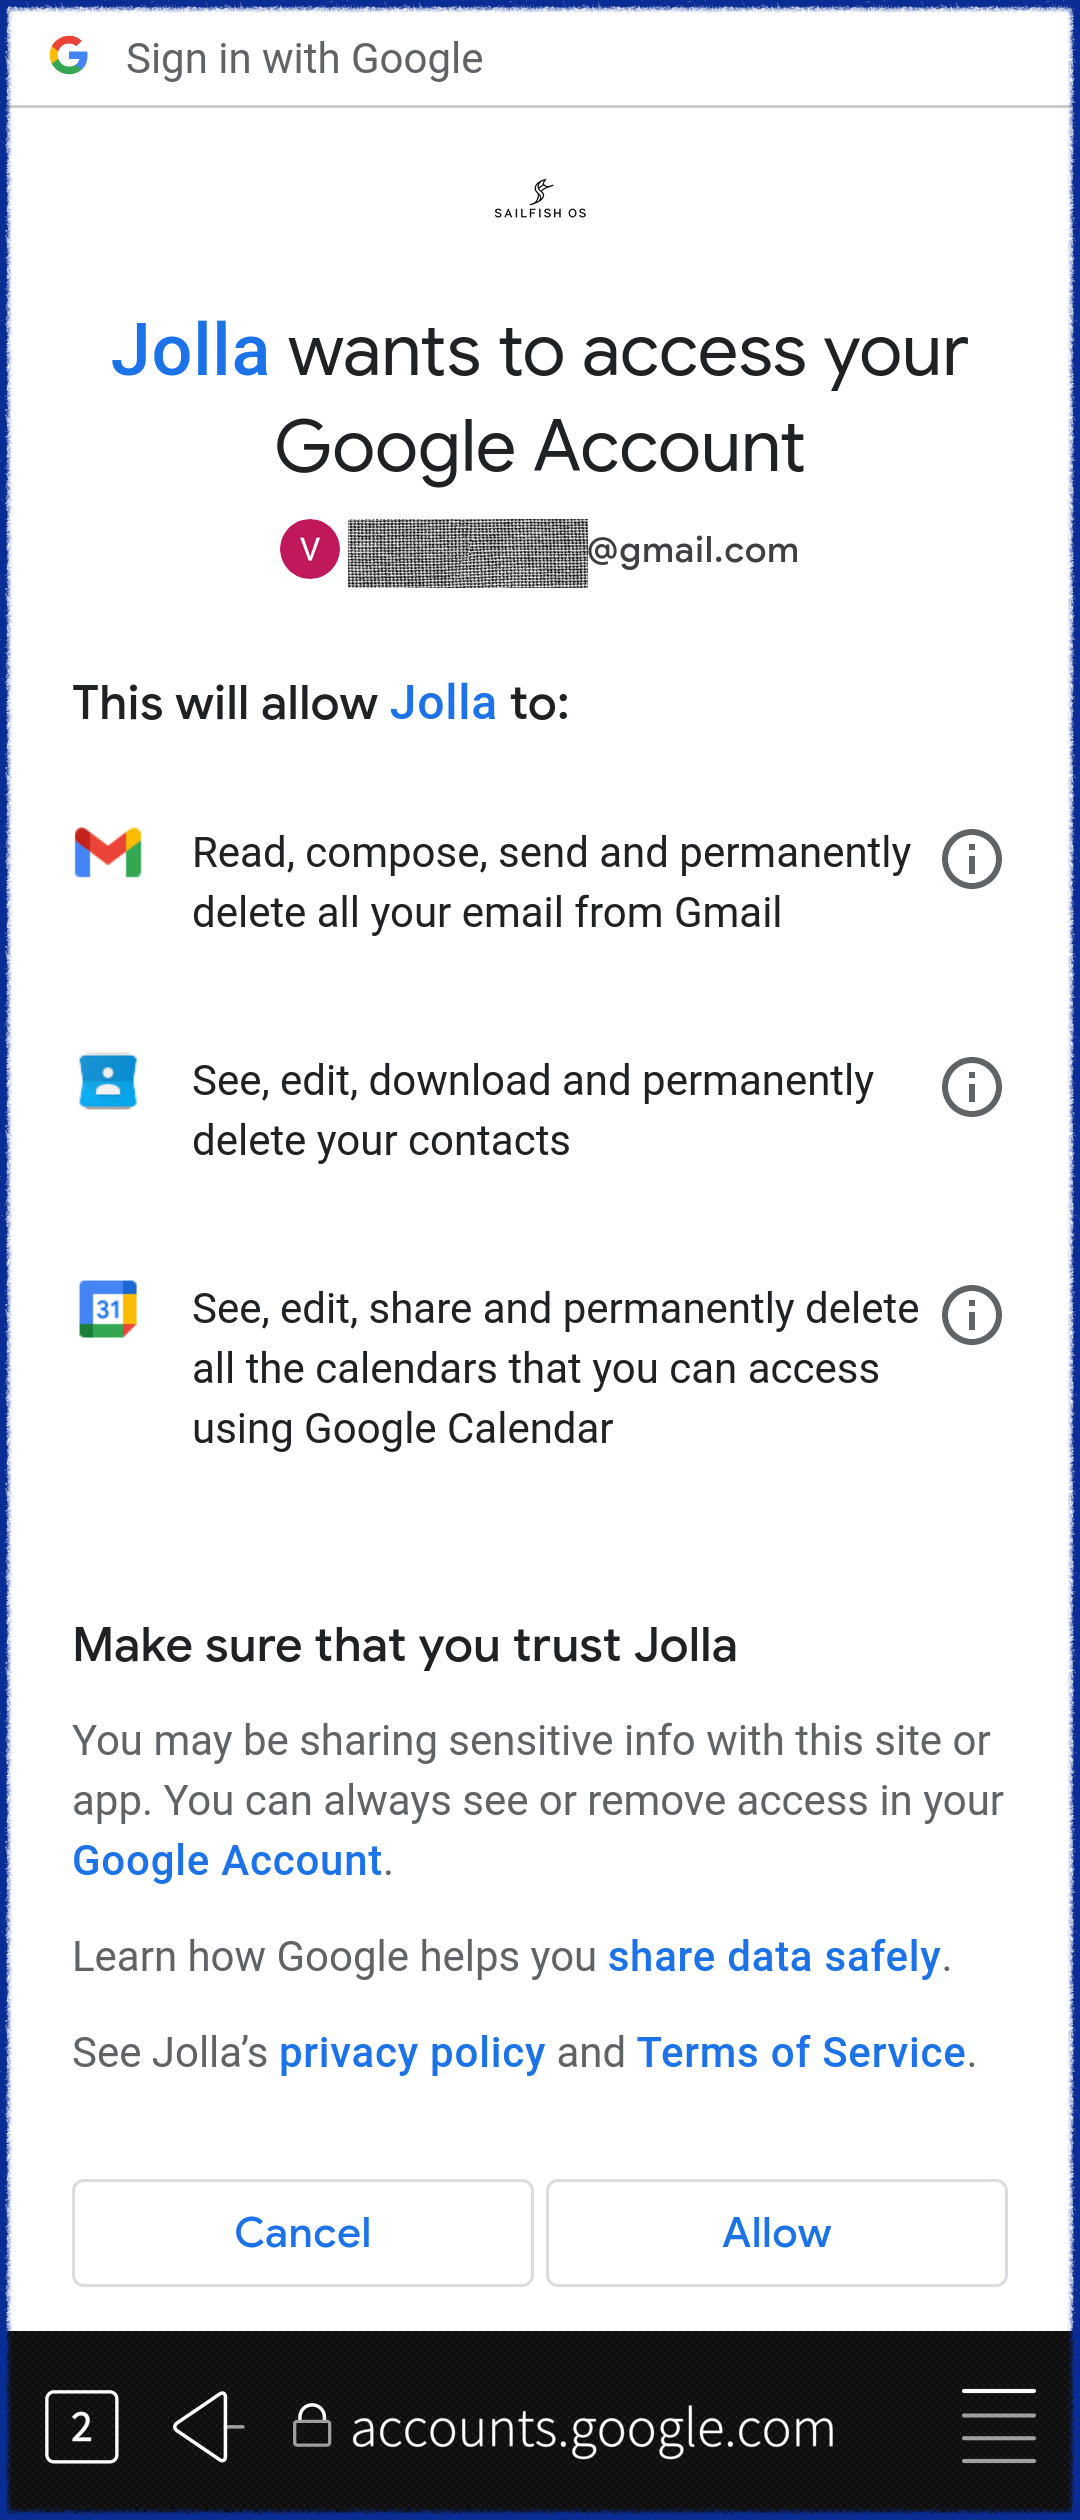 Sign in with Google
SAILFISH OS
Jolla wants to access your
Google Account
V @gmail.com
This will allow Jolla to:
Read, compose, send and permanently
delete all your email from Gmail
See, edit, download and permanently
delete your contacts
31
See, edit, share and permanently delete
all the calendars that you can access
using Google Calendar
Make sure that you trust Jolla
You may be sharing sensitive info with this site or
app. You can always see or remove access in your
Google Account.
Learn how Google helps you share data safely.
See Jolla’s privacy policy and Terms of Service.
Cancel Allow
2 accounts.google.com